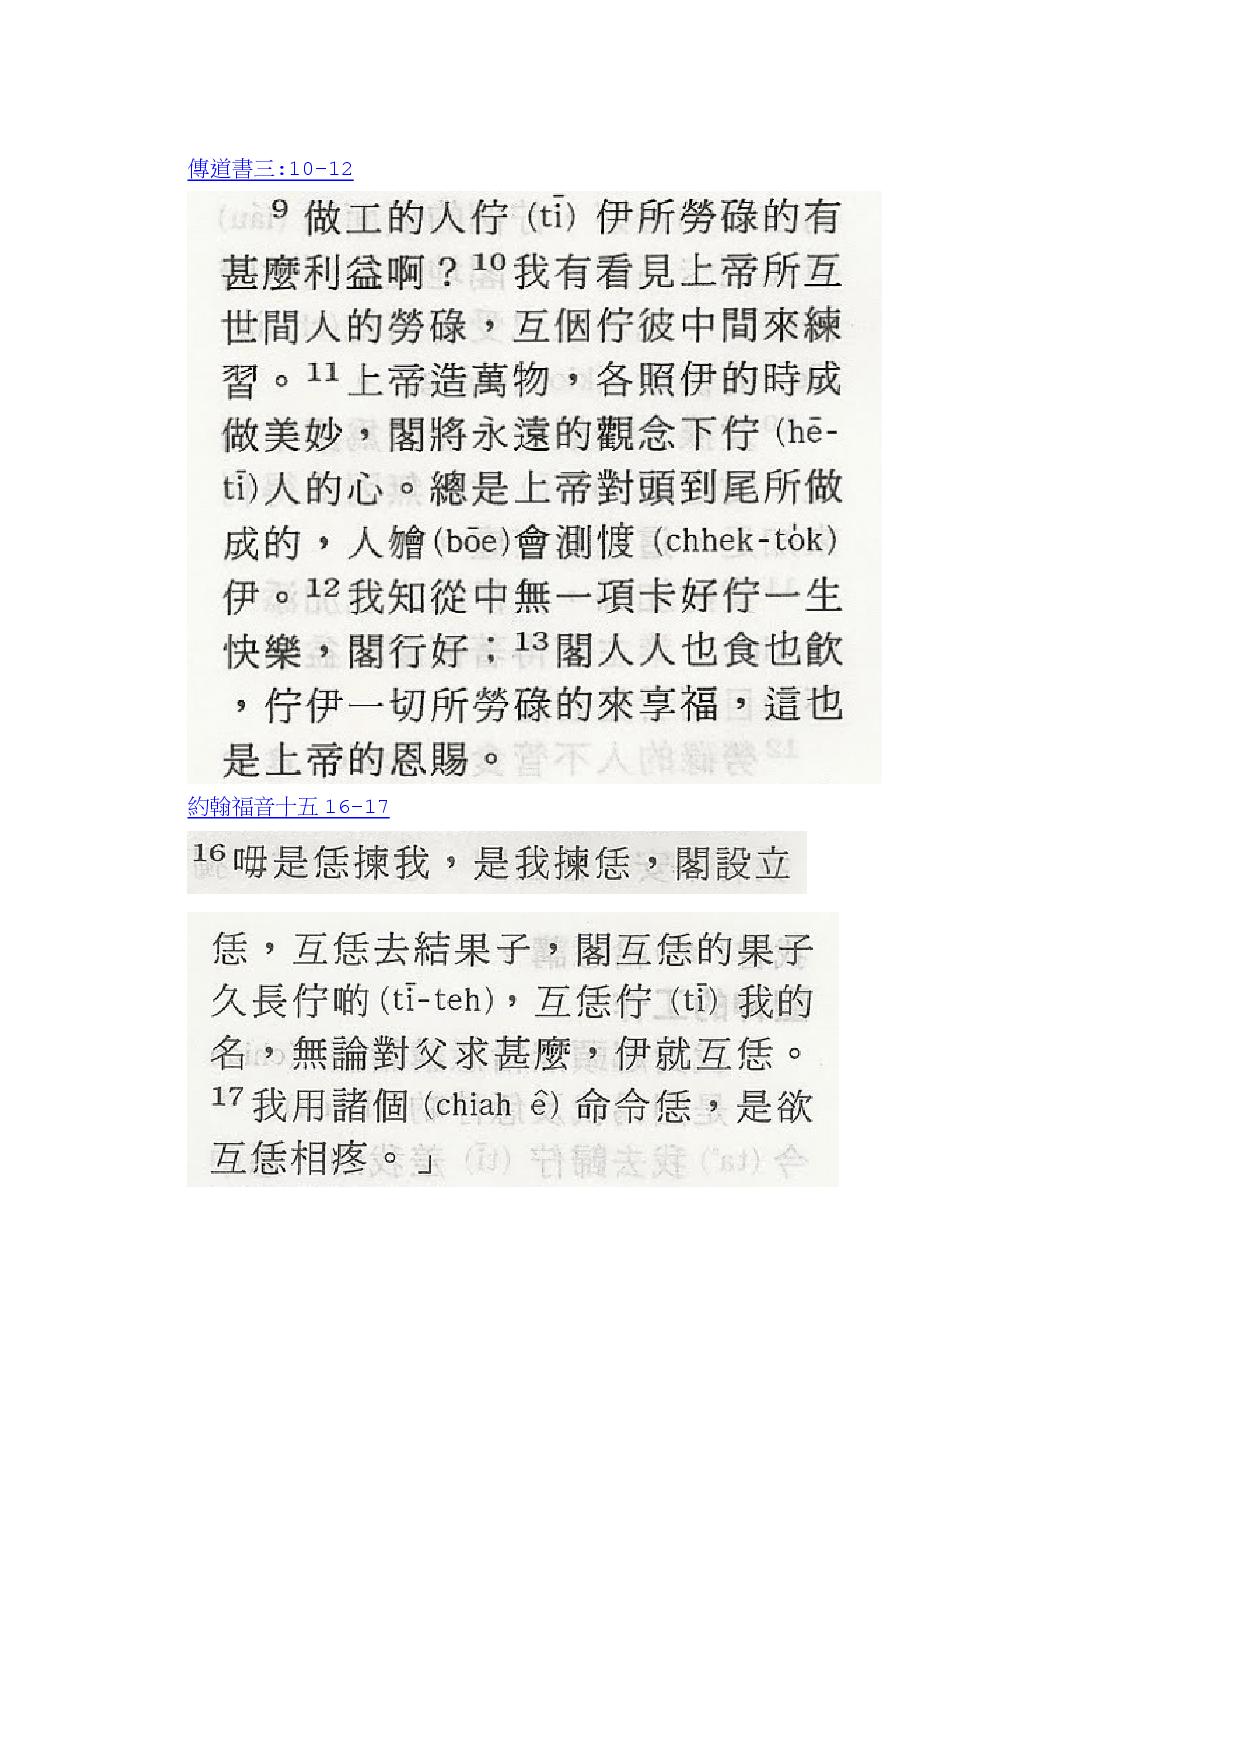 傳道書三:10-12
9 做工的人佇 (tī) 伊所勞碌的有
甚麼利益啊？10 我有看見上帝所互
世間人的勞碌，互𪜶佇彼中間來練
習。11 上帝造萬物，各照伊的時成
做美妙，閣將永遠的觀念下佇 (hē-
tī)人的心。總是上帝對頭到尾所做
成的，人𣍐(bōe)會測憛 (chhek-to̍k)
伊。12 我知從中無一項卡好佇一生
快樂，閣行好；13 閣人人也食也飲
，佇伊一切所勞碌的來享福，這也
是上帝的恩賜。
約翰福音十五 16-17
16 呣是恁揀我，是我揀恁，閣設立
恁，互恁去結果子，閣互恁的果子
久長佇啲 (tī-teh)，互恁佇 (tī) 我的
名，無論對父求甚麼，伊就互恁。
17 我用諸個 (chiah ê) 命令恁，是欲
互恁相疼。」